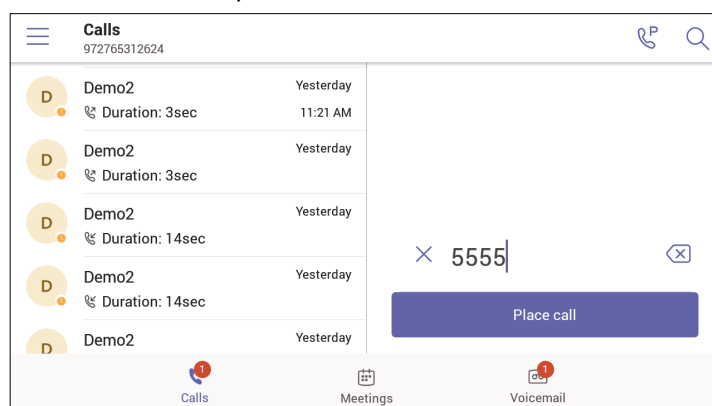 Calls
972765312624
P
D
Demo2
Yesterday
Duration: 3sec
11:21 AM
D
Demo2
Yesterday
Duration: 3sec
D
Demo2
Yesterday
Duration: 14sec
D
Demo2
Yesterday
Duration: 14sec
D
Demo2
Yesterday
5555
Place call
1
Calls
Meetings
1
Voicemail